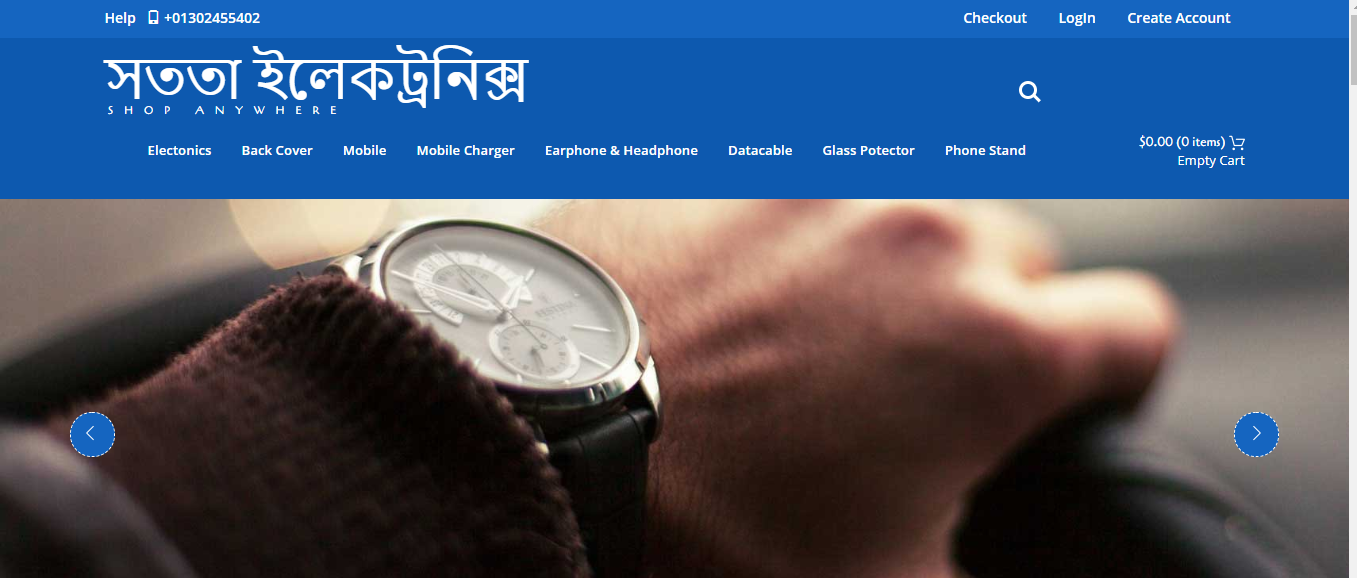 Help +01302455402 Checkout LogIn Create Account
সততা ইলেকট্রনিক্স
SHOP ANYWHERE
Electonics Back Cover Mobile Mobile Charger Earphone & Headphone Datacable Glass Potector Phone Stand
$0.00 (0 items)
Empty Cart